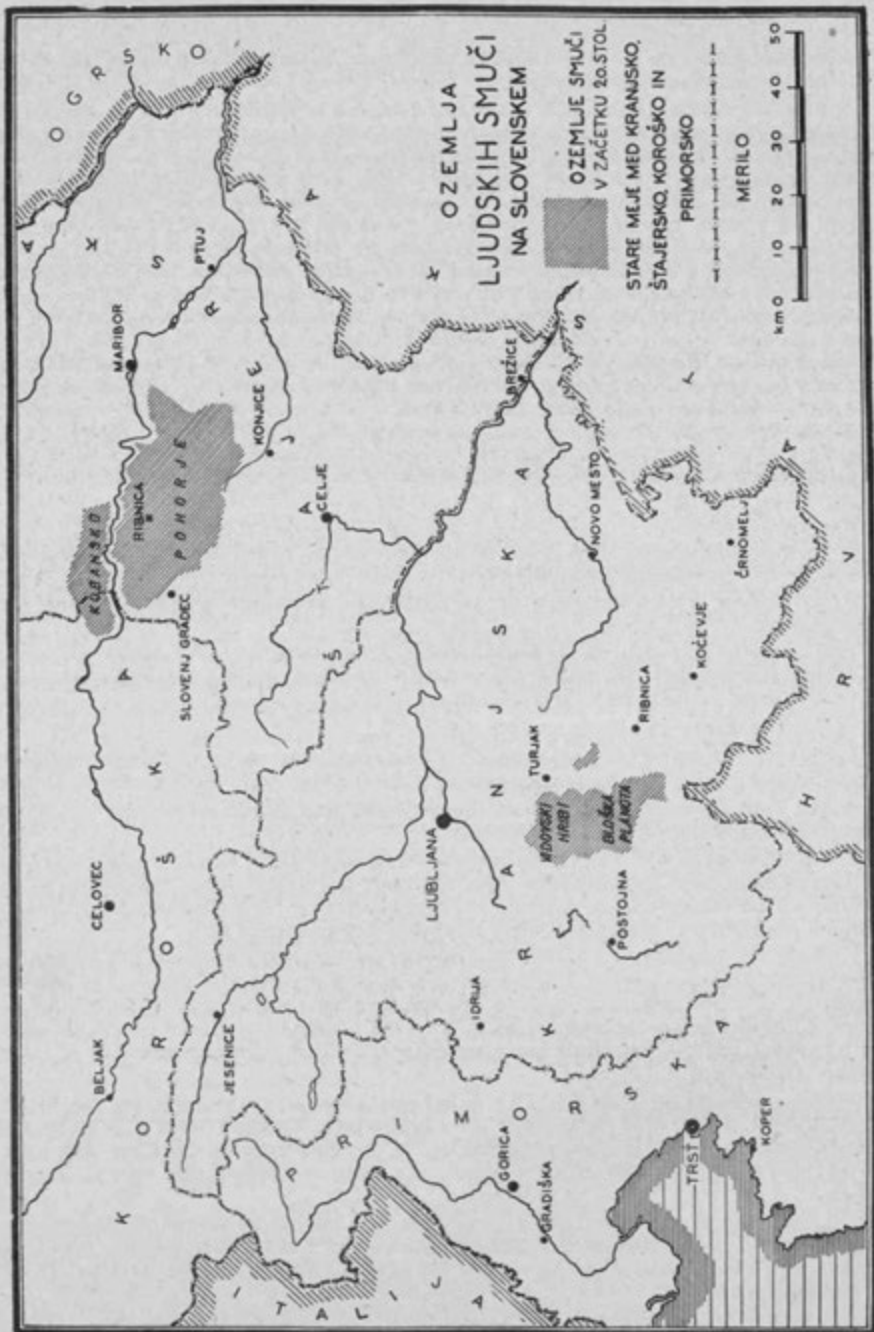 OZEMLJA
LJUDSKIH SMUČI
NA SLOVENSKEM
OZEMLJE SMUČI
V ZAČETKU 20.STOL.
STARE MEJE MED KRANJSKO,
ŠTAJERSKO, KOROŠKO IN
PRIMORSKO
MERILO
km 0 10 20 30 40 50
OGRSKO
ŠTAJERSKA
KOROŠKA
KRANJSKA
PRIMORSKA
HRVAŠKA
ITALIJA
BELJAK
CELOVEC
JESENICE
SLOVENJ GRADEC
KOBANSKO
RIBNICA
POHORJE
MARIBOR
PTUJ
KONJICE
CELJE
BREŽICE
LJUBLJANA
IDRIJA
GORICA
GRADIŠKA
TRST
KOPER
POSTOJNA
VIDOVSKI
HRIBI
BLOŠKA
PLANOTA
TURJAK
RIBNICA
KOČEVJE
NOVO MESTO
ČRNOMELJ